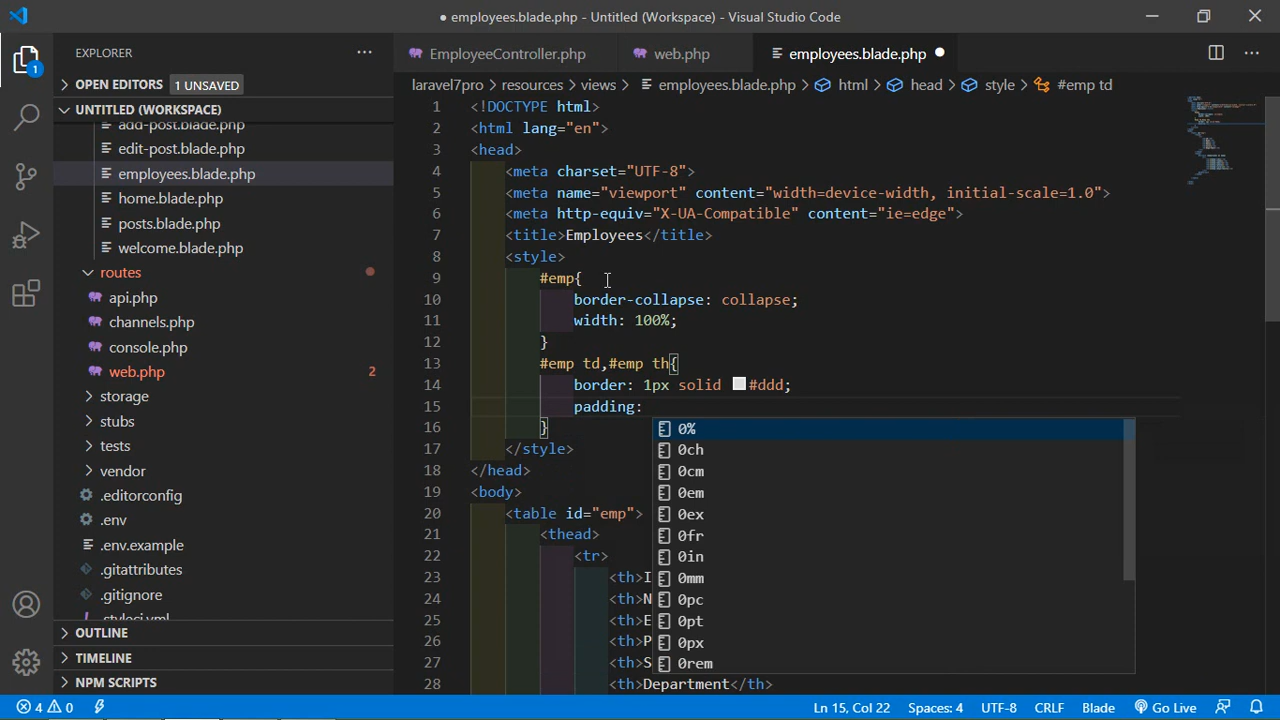 ● employees.blade.php - Untitled (Workspace) - Visual Studio Code
EXPLORER
EmployeeController.php
web.php
employees.blade.php
1
OPEN EDITORS 1 UNSAVED
laravel7pro > resources > views > employees.blade.php > html > head > style > #emp td
UNTITLED (WORKSPACE)
add-post.blade.php
edit-post.blade.php
employees.blade.php
home.blade.php
posts.blade.php
welcome.blade.php
routes
api.php
channels.php
console.php
web.php 2
storage
stubs
tests
vendor
.editorconfig
.env
.env.example
.gitattributes
.gitignore
.styleci.yml
OUTLINE
TIMELINE
NPM SCRIPTS
1 <!DOCTYPE html>
2 <html lang="en">
3 <head>
4 <meta charset="UTF-8">
5 <meta name="viewport" content="width=device-width, initial-scale=1.0">
6 <meta http-equiv="X-UA-Compatible" content="ie=edge">
7 <title>Employees</title>
8 <style>
9 #emp{
10 border-collapse: collapse;
11 width: 100%;
12 }
13 #emp td,#emp th{
14 border: 1px solid #ddd;
15 padding:
16 }
17 </style>
18 </head>
19 <body>
20 <table id="emp">
21 <thead>
22 <tr>
23 <th>I
24 <th>N
25 <th>E
26 <th>P
27 <th>S
28 <th>Department</th>
0%
0ch
0cm
0em
0ex
0fr
0in
0mm
0pc
0pt
0px
0rem
4 0
Ln 15, Col 22
Spaces: 4
UTF-8
CRLF
Blade
Go Live